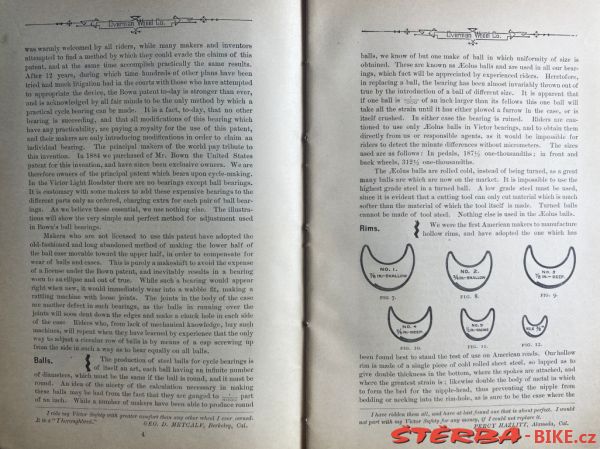 Overman Wheel Co.
was warmly welcomed by all riders, while many makers and inventors
attempted to find a method by which they could evade the claims of this
patent, and at the same time accomplish practically the same results.
After 12 years, during which time hundreds of other plans have been
tried and much litigation had in the courts with those who have attempted
to appropriate the device, the Bown patent to-day is stronger than ever,
and is acknowledged by all fair minds to be the only method by which a
practical cycle bearing can be made. It is a fact, to-day, that no other
bearing is succeeding, and that all modifications of this bearing which
have any practicability, are paying a royalty for the use of this patent,
and their makers are only introducing modifications in order to claim an
individual bearing. The principal makers of the world pay tribute to
this invention. In 1884 we purchased of Mr. Bown the United States
patent for this invention, and have since been exclusive owners. We are
therefore owners of the principal patent which bears upon cycle-making.
In the Victor Light Roadster there are no bearings except ball bearings.
It is customary with some makers to add these expensive bearings to the
different parts only as ordered, charging extra for each pair of ball bear-
ings. As we believe these essential, we use nothing else. The illustra-
tions will show the very simple and perfect method for adjustment used
in Bown's ball bearings.
Makers who are not licensed to use this patent have adopted the
old-fashioned and long abandoned method of making the lower half of
the ball case movable toward the upper half, in order to compensate for
wear of balls and cases. This is purely a makeshift to avoid the expense
of a license under the Bown patent, and inevitably results in a bearing
worn to an ellipse and out of true. While such a bearing would appear
right when new, it would immediately wear into a wabble fit, making a
rattling machine with loose joints. The joints in the body of the case
are another defect in such bearings, as the balls in running over the
joints will soon dent down the edges and make a chuck hole in each side
of the case. Riders who, from lack of mechanical knowledge, buy such
machines, will repeat when they have learned by experience that the only
way to adjust a circular row of balls is by means of a cap screwing up
from the side in such a way as to bear equally on all balls.
Balls. The production of steel balls for cycle bearings is
of itself an art, each ball having an infinite number
of diameters, which must be the same if the ball is round, and it must be
round. An idea of the nicety of the calculation necessary in making
these balls may be had from the fact that they are ganged to part
of an inch. While a number of makers have been able to produce round
I ride my Victor Safety with greater comfort than any other wheel I ever owned.
It is a "Thoroughbred."
GEO. D. METCALF, Berkeley, Cal.
4
Overman Wheel Co.
balls, we know of but one make of ball in which uniformity of size is
obtained. These are known as Æolus balls and are used in all our bear-
ings, which fact will be appreciated by experienced riders. Heretofore,
in replacing a ball, the bearing has been almost invariably thrown out of
true by the introduction of a ball of different size. It is apparent that
if one ball is of an inch larger than its fellows this one ball will
take all the strain until it has either plowed a furrow in the case, or is
itself crushed. In either case the bearing is ruined. Riders are cau-
tioned to use only Æolus balls in Victor bearings, and to obtain them
directly from us or responsible agents, as it would be impossible for
riders to detect the minute differences without micrometers. The sizes
used are as follows: In pedals, 187½ one-thousandths; in front and
back wheels, 312½ one-thousandths.
The Æolus balls are rolled cold, instead of being turned, as a great
many balls are which are now on the market. It is impossible to use the
highest grade steel in a turned ball. A low grade steel must be used,
since it is evident that a cutting tool can only cut material which is much
softer than the material of which the tool itself is made. Turned balls
cannot be made of tool steel. Nothing else is used in the Æolus balls.
Rims. We were the first American makers to manufacture
hollow rims, and have adopted the one which has
NO. 1.
⅞ IN.-SHALLOW
NO. 2.
¾ IN.-SHALLOW
NO. 3
⅞ IN.-DEEP.
FIG. 7.
FIG. 8.
FIG. 9.
NO. 4
¾ IN.-DEEP.
NO. 5
FIG. 10.
FIG. 11.
FIG. 12.
been found best to stand the test of use on American roads. Our hollow
rim is made of a single piece of cold rolled sheet steel, so lapped as to
give double thickness in the bottom, where the spokes are attached, and
where the greatest strain is; likewise double the body of metal in which
to form the bed for the nipple-head, thus preventing the nipple from
bedding or necking into the rim-hole, as is sure to be the case where the
I have ridden them all, and have at last found one that is about perfect. I would
not part with my Victor Safety for any money, if I could not replace it.
PERCY HAZLITT, Alameda, Cal.
ŠTĚRBA-BIKE.cz